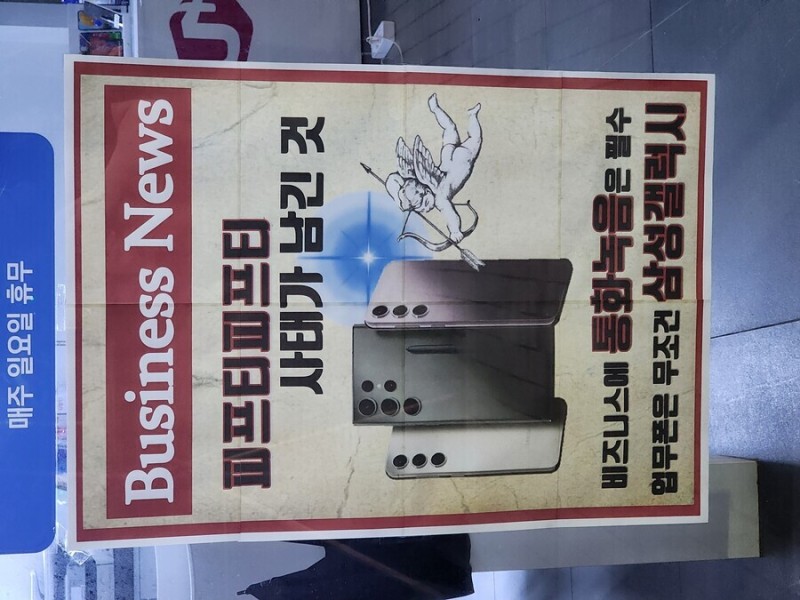 매주 일요일 휴무
Business News
피프티피프티
사태가 남긴 것
비즈니스에 통화녹음은 필수
업무폰은 무조건 삼성갤럭시